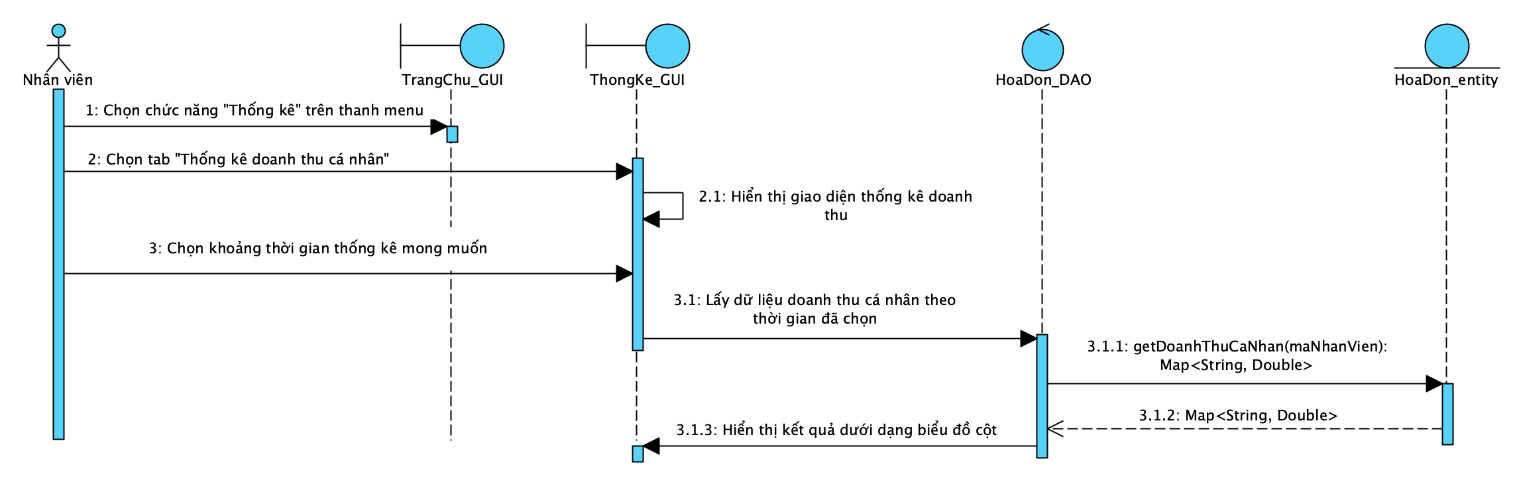 Nhân viên
TrangChu_GUI
ThongKe_GUI
HoaDon_DAO
HoaDon_entity
1: Chọn chức năng "Thống kê" trên thanh menu
2: Chọn tab "Thống kê doanh thu cá nhân"
2.1: Hiển thị giao diện thống kê doanh
thu
3: Chọn khoảng thời gian thống kê mong muốn
3.1: Lấy dữ liệu doanh thu cá nhân theo
thời gian đã chọn
3.1.1: getDoanhThuCaNhan(maNhanVien):
Map<String, Double>
3.1.2: Map<String, Double>
3.1.3: Hiển thị kết quả dưới dạng biểu đồ cột